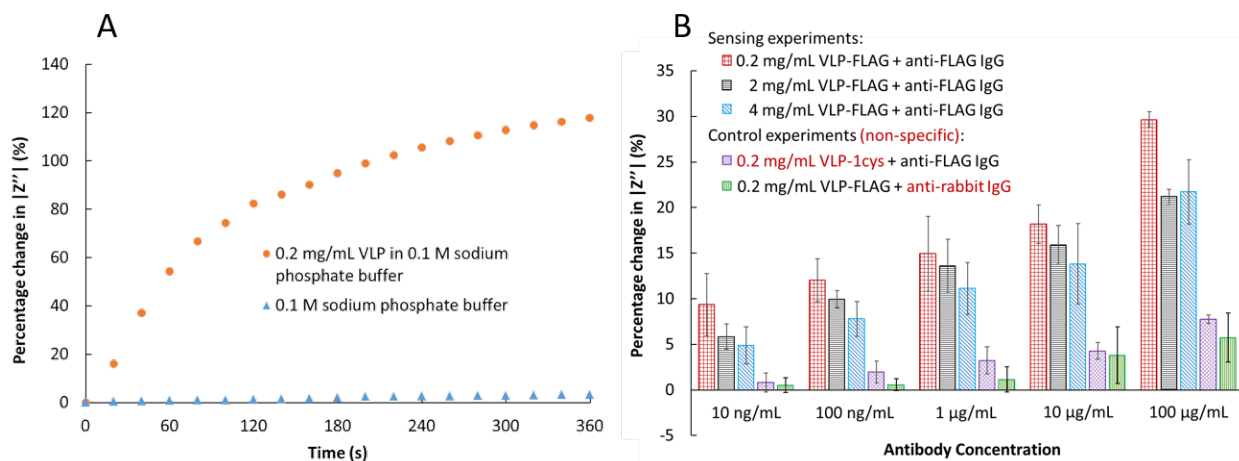 A
Percentage change in |Z''| (%)
140
120
100
80
60
40
20
0
0 60 120 180 240 300 360
Time (s)
0.2 mg/mL VLP in 0.1 M sodium
phosphate buffer
0.1 M sodium phosphate buffer
B
Sensing experiments:
0.2 mg/mL VLP-FLAG + anti-FLAG IgG
2 mg/mL VLP-FLAG + anti-FLAG IgG
4 mg/mL VLP-FLAG + anti-FLAG IgG
Control experiments (non-specific):
0.2 mg/mL VLP-1cys + anti-FLAG IgG
0.2 mg/mL VLP-FLAG + anti-rabbit IgG
Percentage change in |Z''| (%)
35
30
25
20
15
10
5
0
-5
10 ng/mL 100 ng/mL 1 µg/mL 10 µg/mL 100 µg/mL
Antibody Concentration